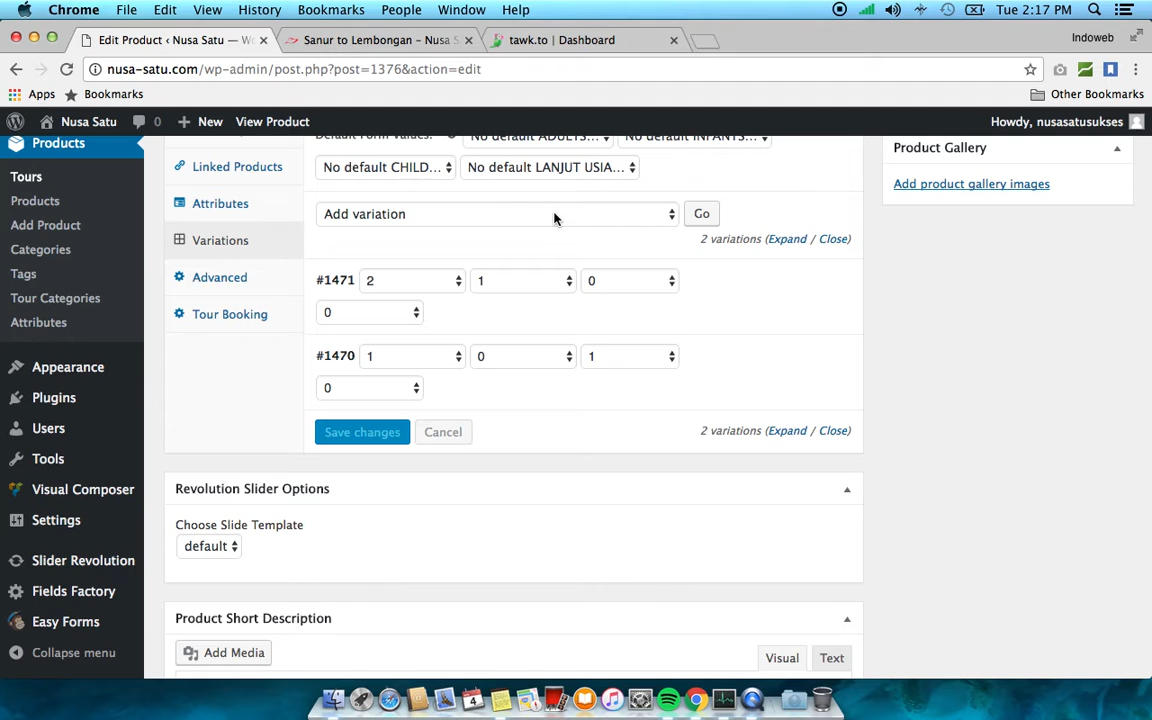 Chrome File Edit View History Bookmarks People Window Help Tue 2:17 PM
Edit Product ‹ Nusa Satu — W Sanur to Lembongan – Nusa S tawk.to | Dashboard Indoweb
nusa-satu.com/wp-admin/post.php?post=1376&action=edit
Apps Bookmarks Other Bookmarks
Nusa Satu 0 New View Product Howdy, nusasatusukses
Products
Tours
Products
Add Product
Categories
Tags
Tour Categories
Attributes
Appearance
Plugins
Users
Tools
Visual Composer
Settings
Slider Revolution
Fields Factory
Easy Forms
Collapse menu
Linked Products
Attributes
Variations
Advanced
Tour Booking
Default Form Values: No default ADULTS... No default INFANTS...
No default CHILD... No default LANJUT USIA...
Add variation Go
2 variations (Expand / Close)
#1471 2 1 0
0
#1470 1 0 1
0
Save changes Cancel 2 variations (Expand / Close)
Revolution Slider Options
Choose Slide Template
default
Product Short Description
Add Media Visual Text
Product Gallery
Add product gallery images